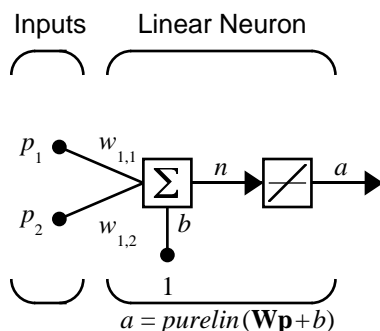 Inputs Linear Neuron
p1 w1,1 n a
Σ
p2 w1,2 b
1
a = purelin(Wp+b)